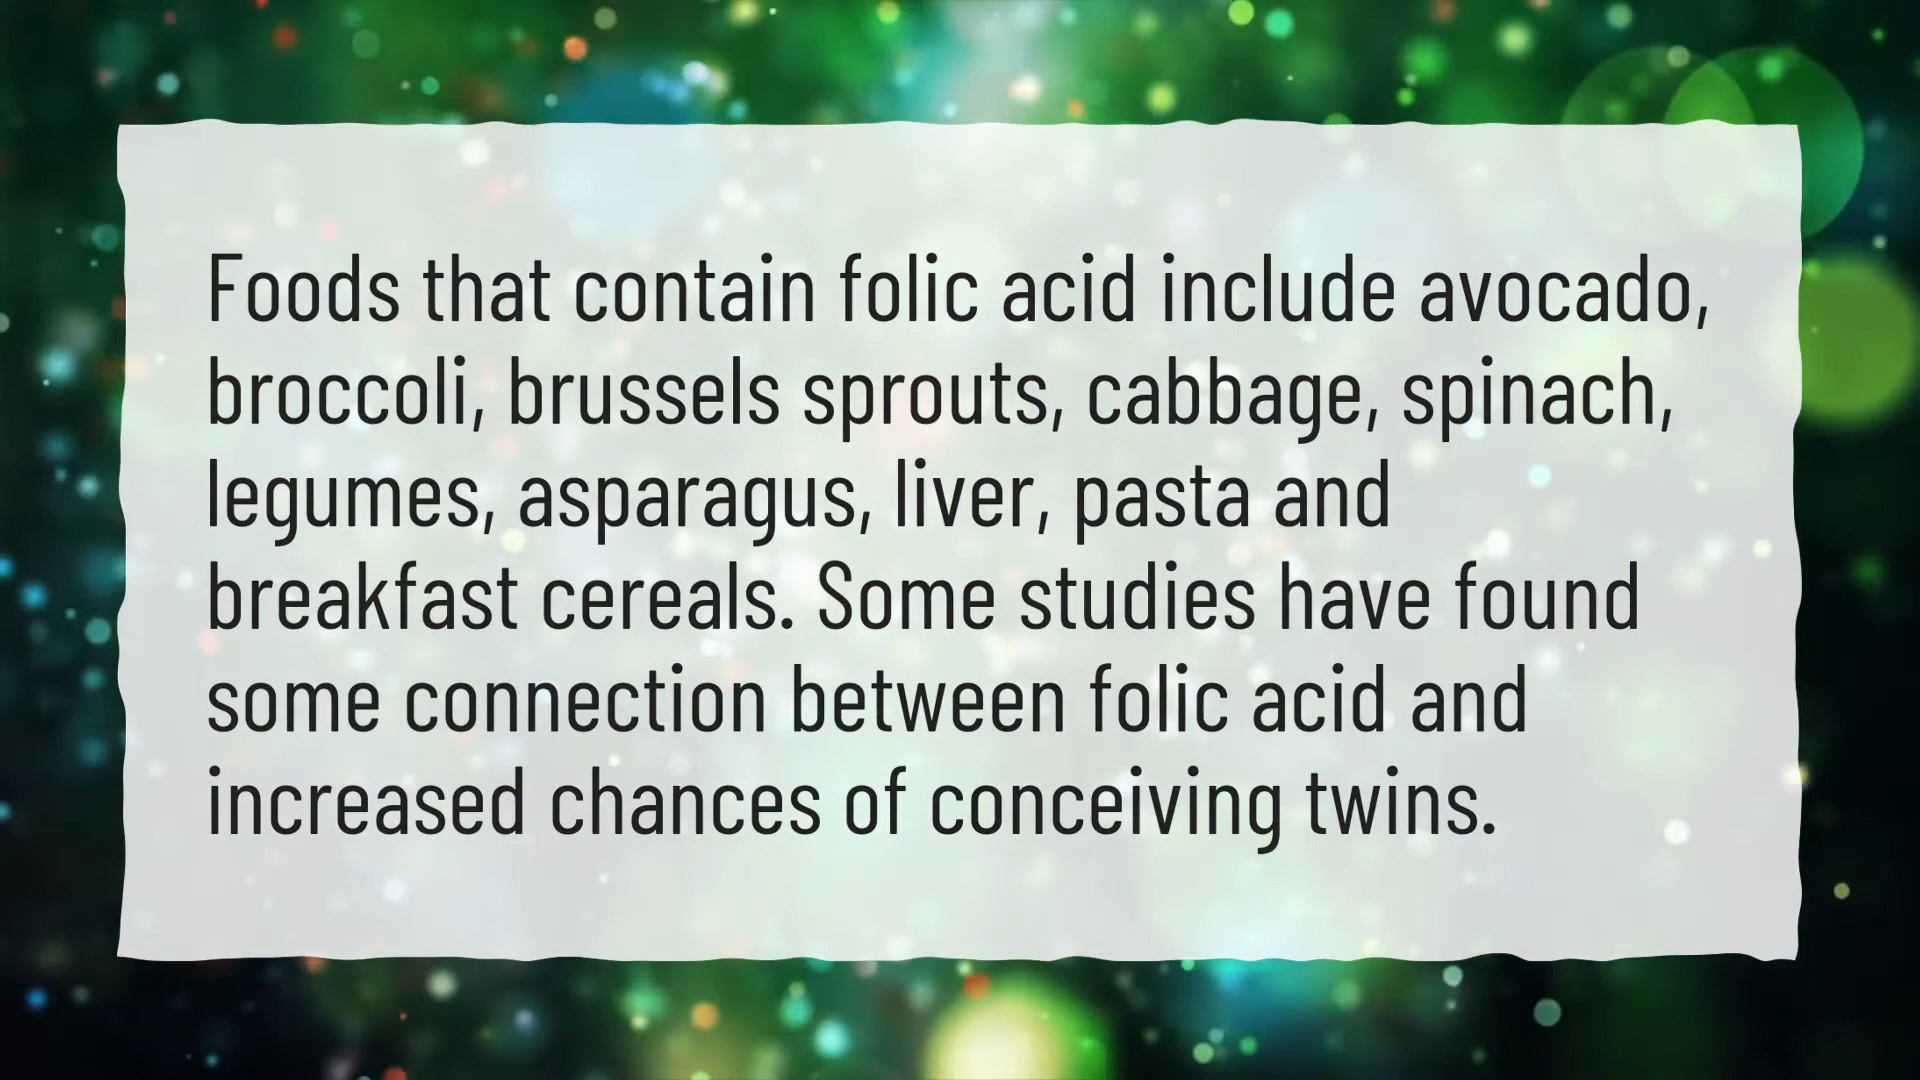 Foods that contain folic acid include avocado,
broccoli, brussels sprouts, cabbage, spinach,
legumes, asparagus, liver, pasta and
breakfast cereals. Some studies have found
some connection between folic acid and
increased chances of conceiving twins.